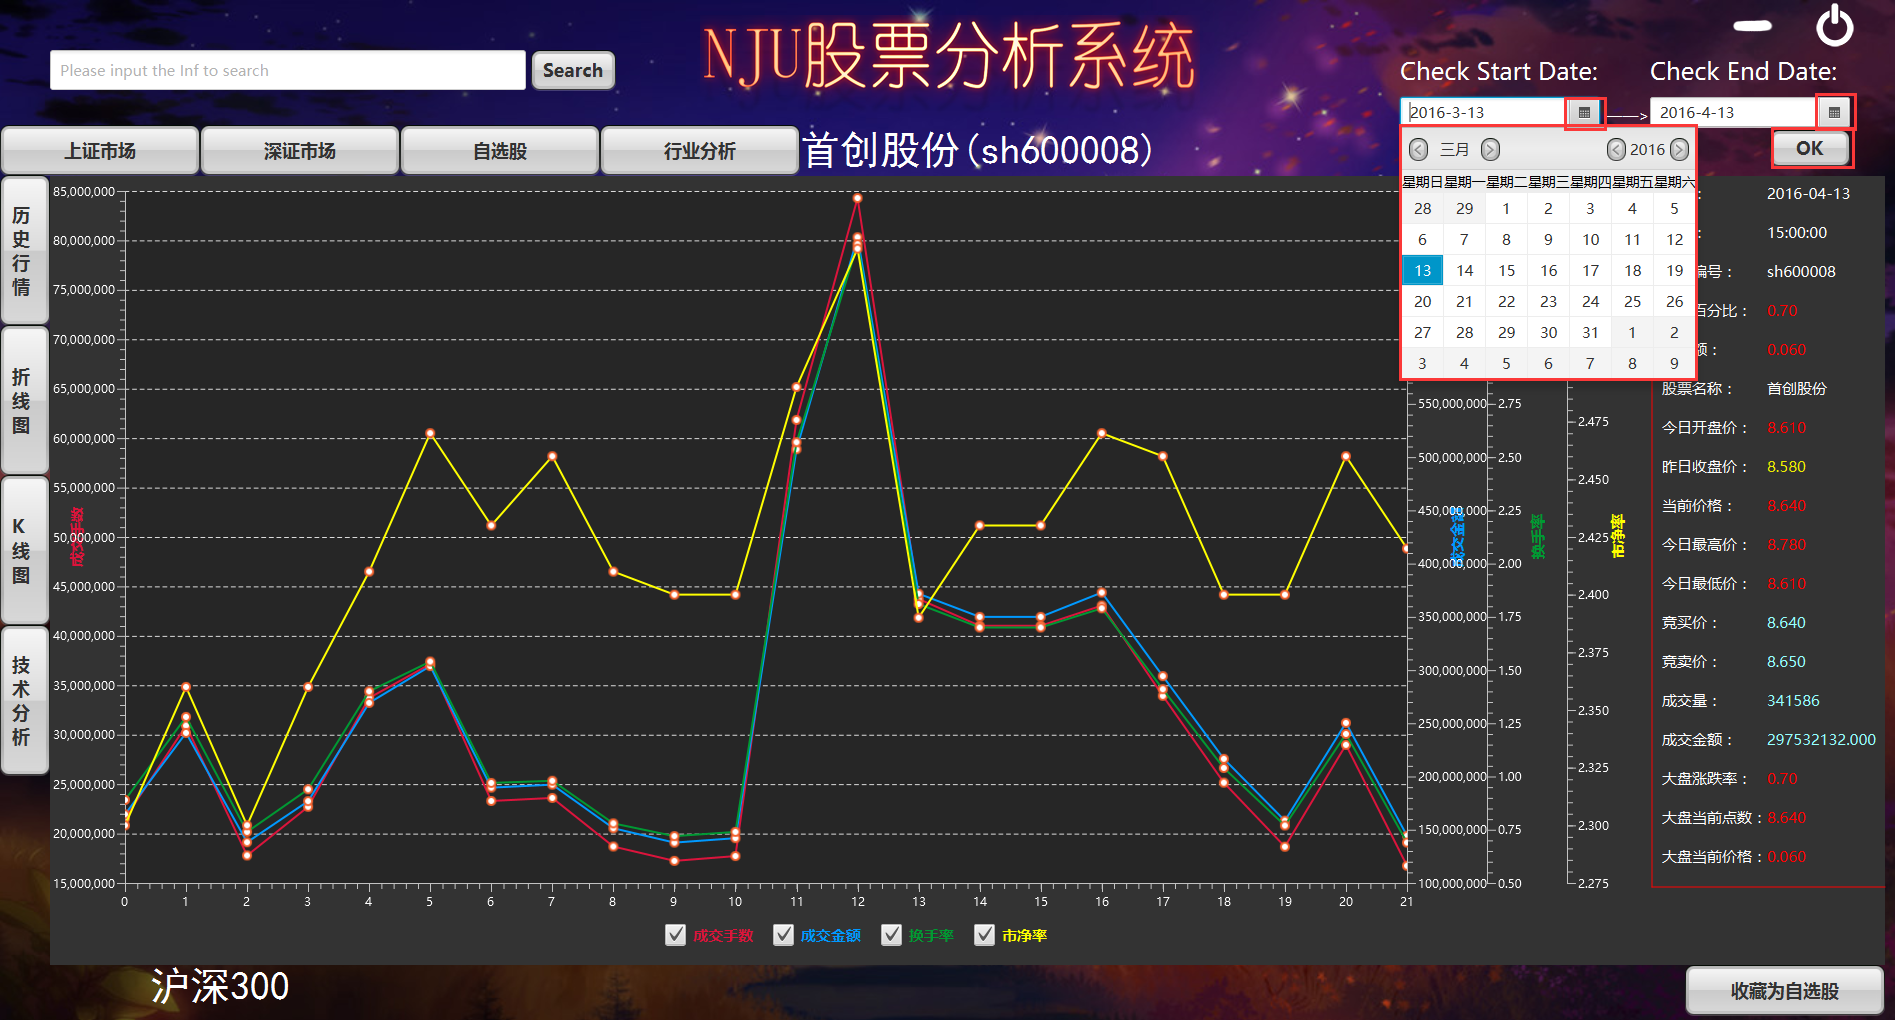 NJU股票分析系统
Please input the Inf to search
Search
Check Start Date:
Check End Date:
2016-3-13
——>
2016-4-13
OK
上证市场
深证市场
自选股
行业分析
首创股份(sh600008)
三月
2016
星期日 星期一 星期二 星期三 星期四 星期五 星期六
28 29 1 2 3 4 5
6 7 8 9 10 11 12
13 14 15 16 17 18 19
20 21 22 23 24 25 26
27 28 29 30 31 1 2
3 4 5 6 7 8 9
历史行情
折线图
K线图
技术分析
85,000,000
80,000,000
75,000,000
70,000,000
65,000,000
60,000,000
55,000,000
50,000,000
45,000,000
40,000,000
35,000,000
30,000,000
25,000,000
20,000,000
15,000,000
成交手数
0 1 2 3 4 5 6 7 8 9 10 11 12 13 14 15 16 17 18 19 20 21
550,000,000
500,000,000
450,000,000
400,000,000
350,000,000
300,000,000
250,000,000
200,000,000
150,000,000
100,000,000
成交金额
2.75
2.50
2.25
2.00
1.75
1.50
1.25
1.00
0.75
0.50
换手率
2.475
2.450
2.425
2.400
2.375
2.350
2.325
2.300
2.275
市净率
成交手数
成交金额
换手率
市净率
: 2016-04-13
: 15:00:00
编号： sh600008
百分比： 0.70
额： 0.060
股票名称： 首创股份
今日开盘价： 8.610
昨日收盘价： 8.580
当前价格： 8.640
今日最高价： 8.780
今日最低价： 8.610
竞买价： 8.640
竞卖价： 8.650
成交量： 341586
成交金额： 297532132.000
大盘涨跌率： 0.70
大盘当前点数： 8.640
大盘当前价格： 0.060
沪深300
收藏为自选股